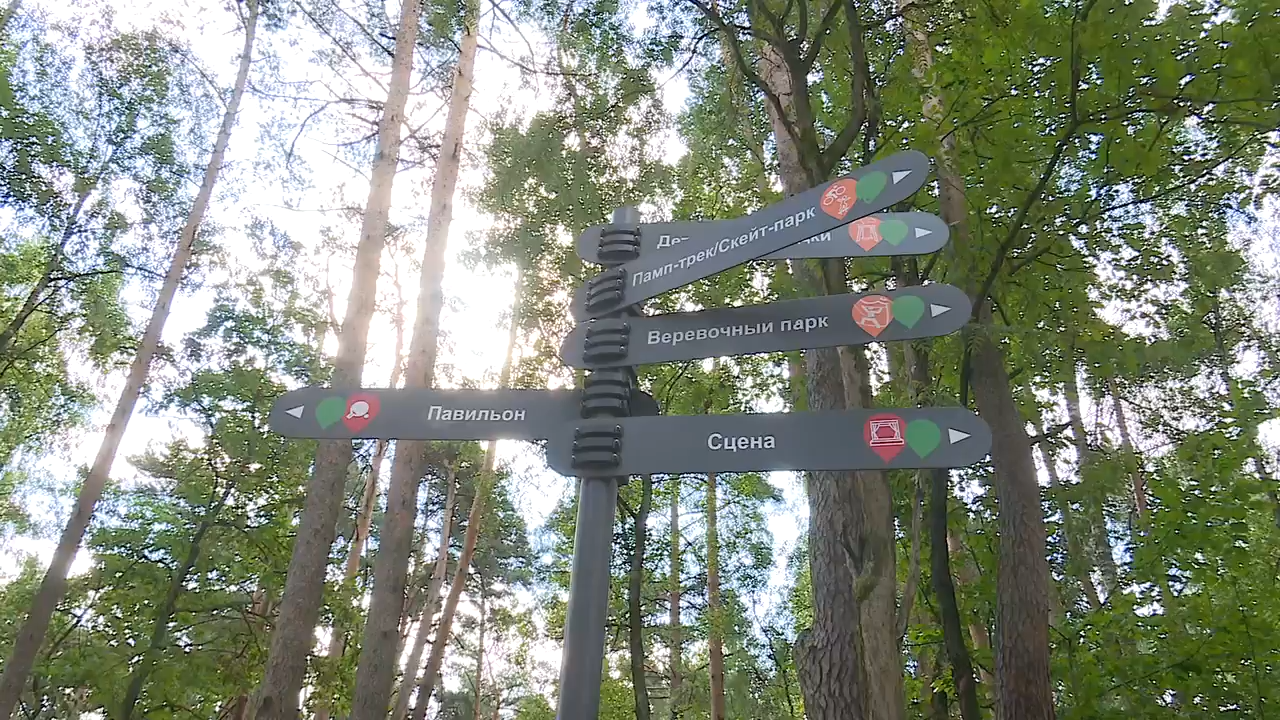 Памп-трек/Скейт-парк
Веревочный парк
Павильон
Сцена